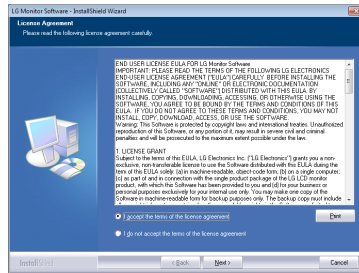 LG Monitor Software - InstallShield Wizard
License Agreement
Please read the following license agreement carefully.
END USER LICENSE EULA FOR LG Monitor Software
IMPORTANT: PLEASE READ THE TERMS OF THE FOLLOWING LG ELECTRONICS
END-USER LICENSE AGREEMENT ("EULA") CAREFULLY. BEFORE INSTALLING THE
SOFTWARE, INCLUDING ANY "ONLINE" OR ELECTRONIC DOCUMENTATION
(COLLECTIVELY CALLED "SOFTWARE") DISTRIBUTED WITH THIS EULA. BY
INSTALLING, COPYING, DOWNLOADING, ACCESSING, OR OTHERWISE USING THE
SOFTWARE, YOU AGREE TO BE BOUND BY THE TERMS AND CONDITIONS OF THIS
EULA. IF YOU DO NOT AGREE TO THESE TERMS AND CONDITIONS, YOU MAY NOT
INSTALL, COPY, DOWNLOAD, ACCESS, OR USE THE SOFTWARE.
Warning: This Software is protected by copyright laws and international treaties. Unauthorized
reproduction of the Software, or any portion of it, may result in severe civil and criminal
penalties and will be prosecuted to the maximum extent possible under the law.
1. LICENSE GRANT
Subject to the terms of the EULA, LG Electronics Inc. ("LG Electronics") grants you a non-
exclusive, non-transferable license to use the Software distributed with this EULA during the
term of this EULA solely: (a) in machine-readable, object-code form; (b) on a single computer;
(c) as part of and in connection with the single product package of the LG LCD monitor
product, with which this Software has been provided to you and (d) for your business or
personal purposes exclusively for your internal use only. You may make one copy of the
Software in machine-readable form for backup purposes only. The backup copy must include
I accept the terms of the license agreement
Print
I do not accept the terms of the license agreement
InstallShield
< Back
Next >
Cancel